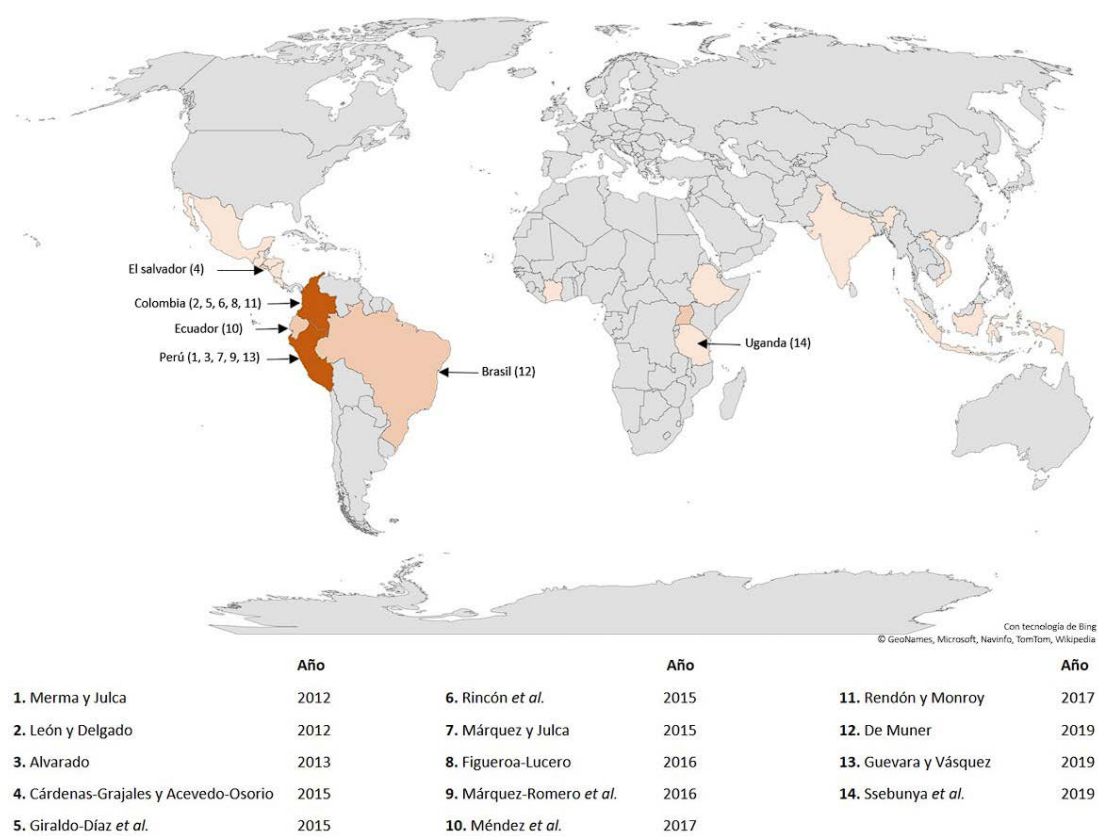 El salvador (4)
Colombia (2, 5, 6, 8, 11)
Ecuador (10)
Perú (1, 3, 7, 9, 13)
Brasil (12)
Uganda (14)
Con tecnología de Bing
© GeoNames, Microsoft, Navinfo, TomTom, Wikipedia
Año Año Año
1. Merma y Julca 2012 6. Rincón et al. 2015 11. Rendón y Monroy 2017
2. León y Delgado 2012 7. Márquez y Julca 2015 12. De Muner 2019
3. Alvarado 2013 8. Figueroa-Lucero 2016 13. Guevara y Vásquez 2019
4. Cárdenas-Grajales y Acevedo-Osorio 2015 9. Márquez-Romero et al. 2016 14. Ssebunya et al. 2019
5. Giraldo-Díaz et al. 2015 10. Méndez et al. 2017